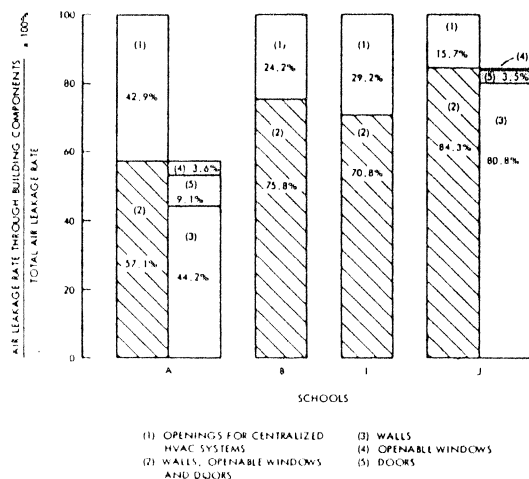 AIR LEAKAGE RATE THROUGH BUILDING COMPONENTS x 100%
TOTAL AIR LEAKAGE RATE
100
80
60
40
20
0
(1)
42.9%
(2)
57.1%
(4) 3.6%
(5)
9.1%
(3)
44.2%
(1)
24.2%
(2)
75.8%
(1)
29.2%
(2)
70.8%
(1)
15.7%
(2)
84.3%
(4)
(5) 3.5%
(3)
80.8%
A
B
I
J
SCHOOLS
(1) OPENINGS FOR CENTRALIZED
HVAC SYSTEMS
(2) WALLS, OPENABLE WINDOWS
AND DOORS
(3) WALLS
(4) OPENABLE WINDOWS
(5) DOORS